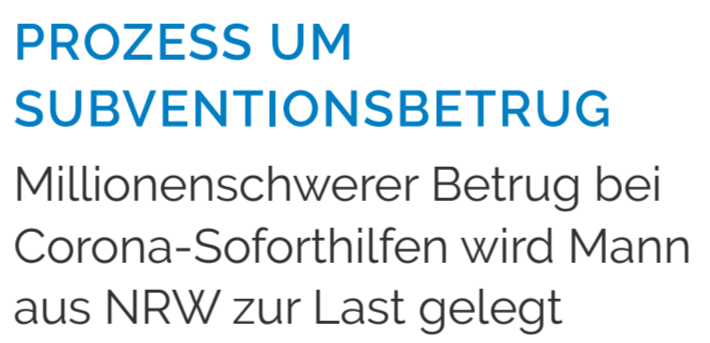 PROZESS UM
SUBVENTIONSBETRUG
Millionenschwerer Betrug bei
Corona-Soforthilfen wird Mann
aus NRW zur Last gelegt